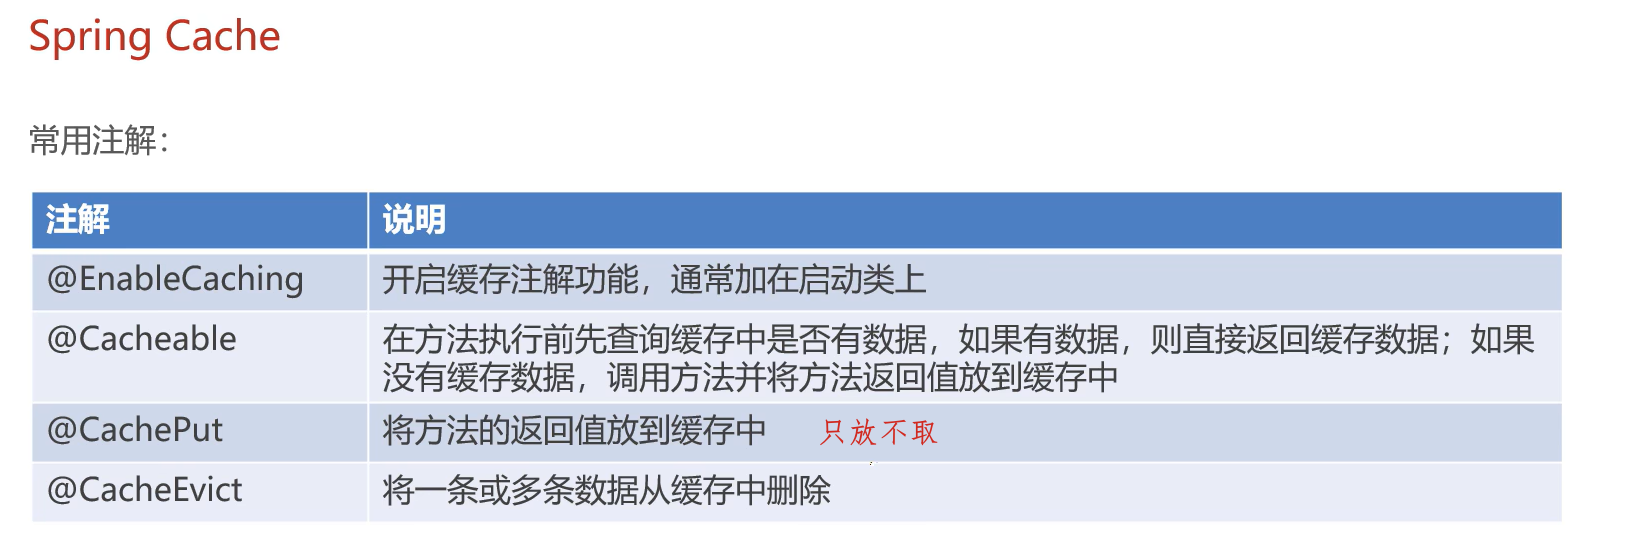 Spring Cache
常用注解：
注解 说明
@EnableCaching 开启缓存注解功能，通常加在启动类上
@Cacheable 在方法执行前先查询缓存中是否有数据，如果有数据，则直接返回缓存数据；如果
没有缓存数据，调用方法并将方法返回值放到缓存中
@CachePut 将方法的返回值放到缓存中 只放不取
@CacheEvict 将一条或多条数据从缓存中删除